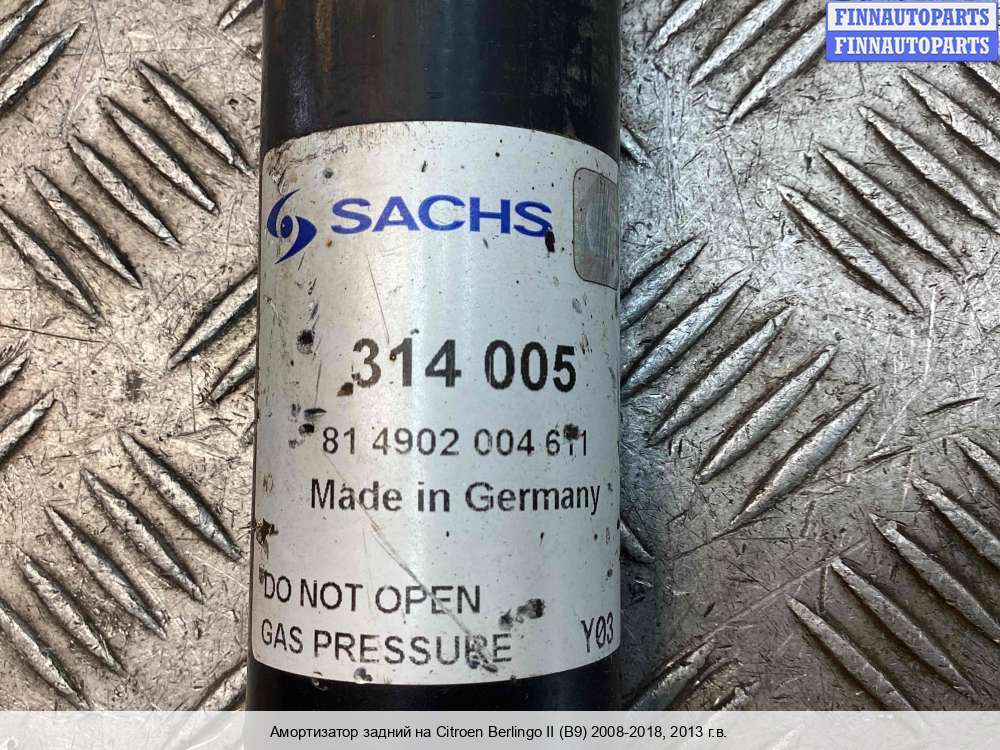 FINNAUTOPARTS
FINNAUTOPARTS
SACHS
314 005
81 4902 004 611
Made in Germany
DO NOT OPEN
GAS PRESSURE Y03
Амортизатор задний на Citroen Berlingo II (B9) 2008-2018, 2013 г.в.